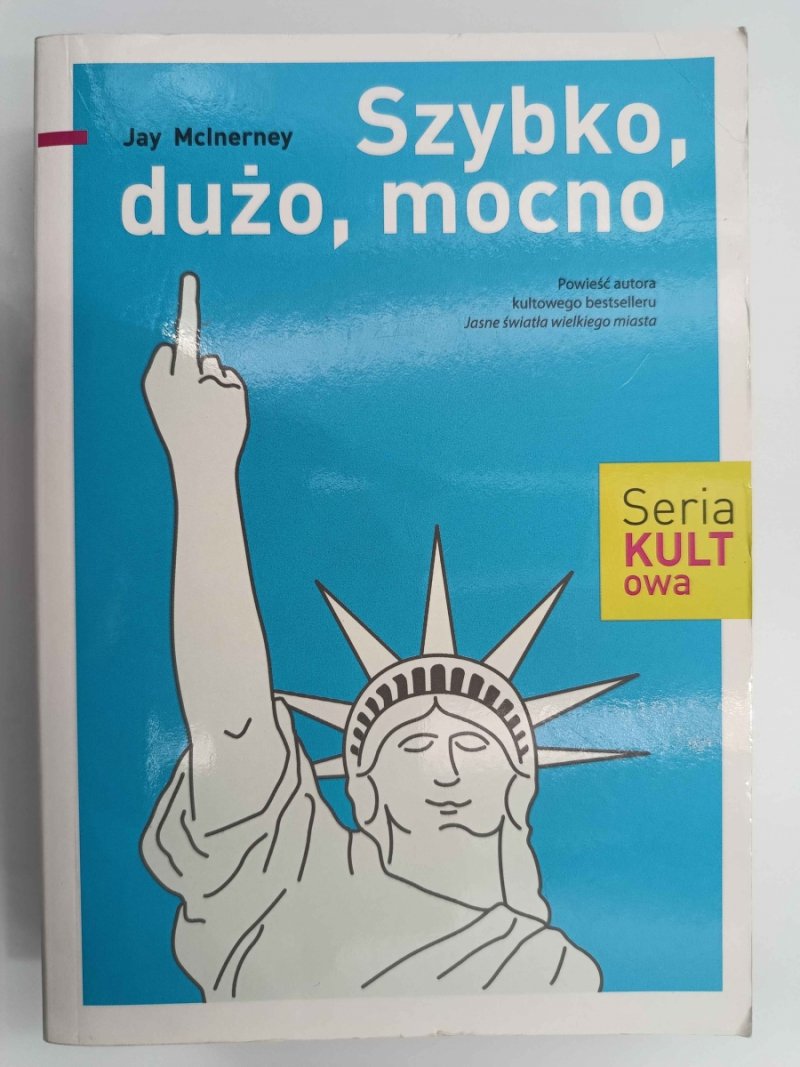 Jay McInerney
Szybko,
dużo, mocno
Powieść autora
kultowego bestselleru
Jasne światła wielkiego miasta
Seria
KULT
owa